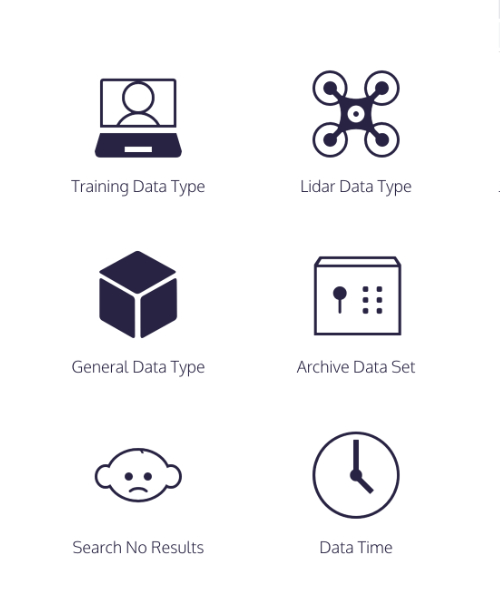 Training Data Type
Lidar Data Type
General Data Type
Archive Data Set
Search No Results
Data Time